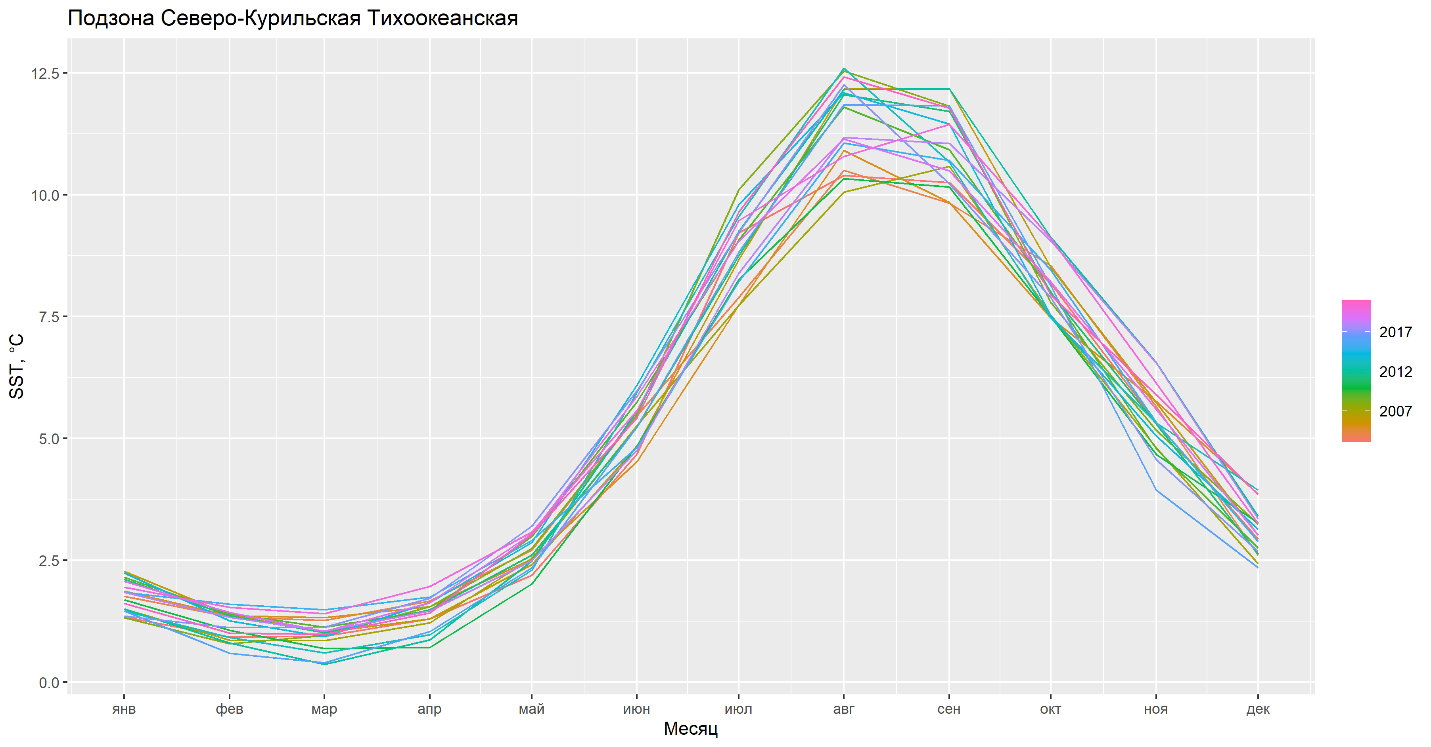 Подзона Северо-Курильская Тихоокеанская
12.5
10.0
7.5
5.0
2.5
0.0
SST, °C
янв фев мар апр май июн июл авг сен окт ноя дек
Месяц
2017
2012
2007